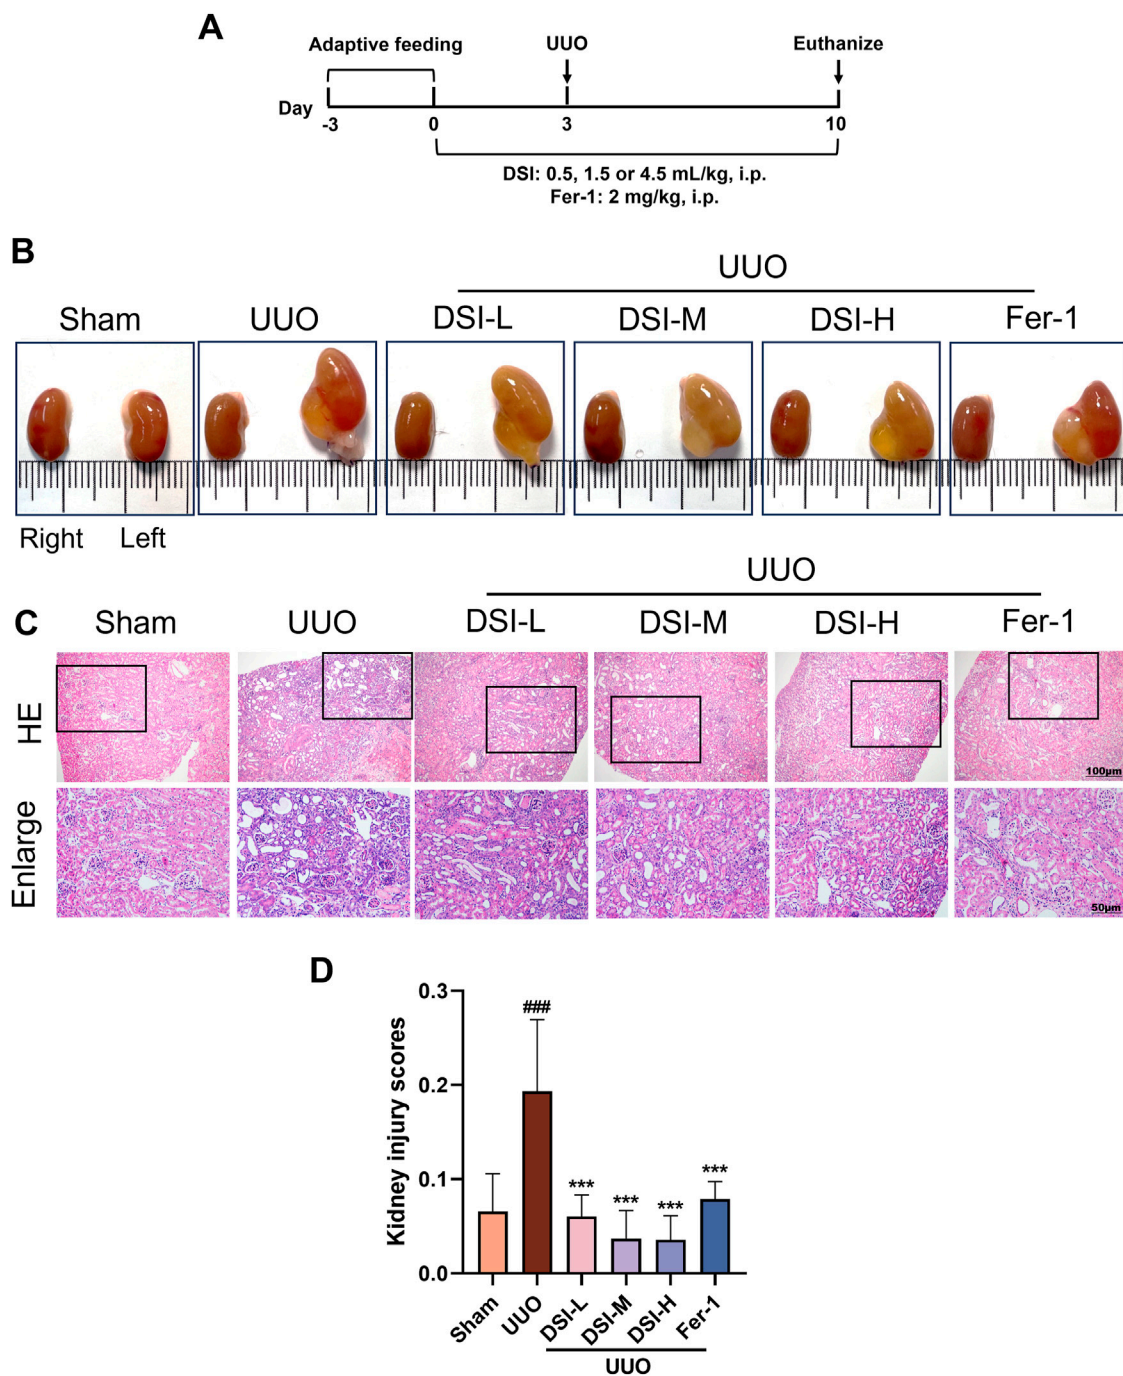 A
Adaptive feeding
UUO
Euthanize
Day
-3
0
3
10
DSI: 0.5, 1.5 or 4.5 mL/kg, i.p.
Fer-1: 2 mg/kg, i.p.
B
UUO
Sham
UUO
DSI-L
DSI-M
DSI-H
Fer-1
Right
Left
UUO
C
Sham
UUO
DSI-L
DSI-M
DSI-H
Fer-1
HE
100μm
Enlarge
50μm
D
Kidney injury scores
0.3
0.2
0.1
0.0
###
***
***
***
***
Sham
UUO
DSI-L
DSI-M
DSI-H
Fer-1
UUO